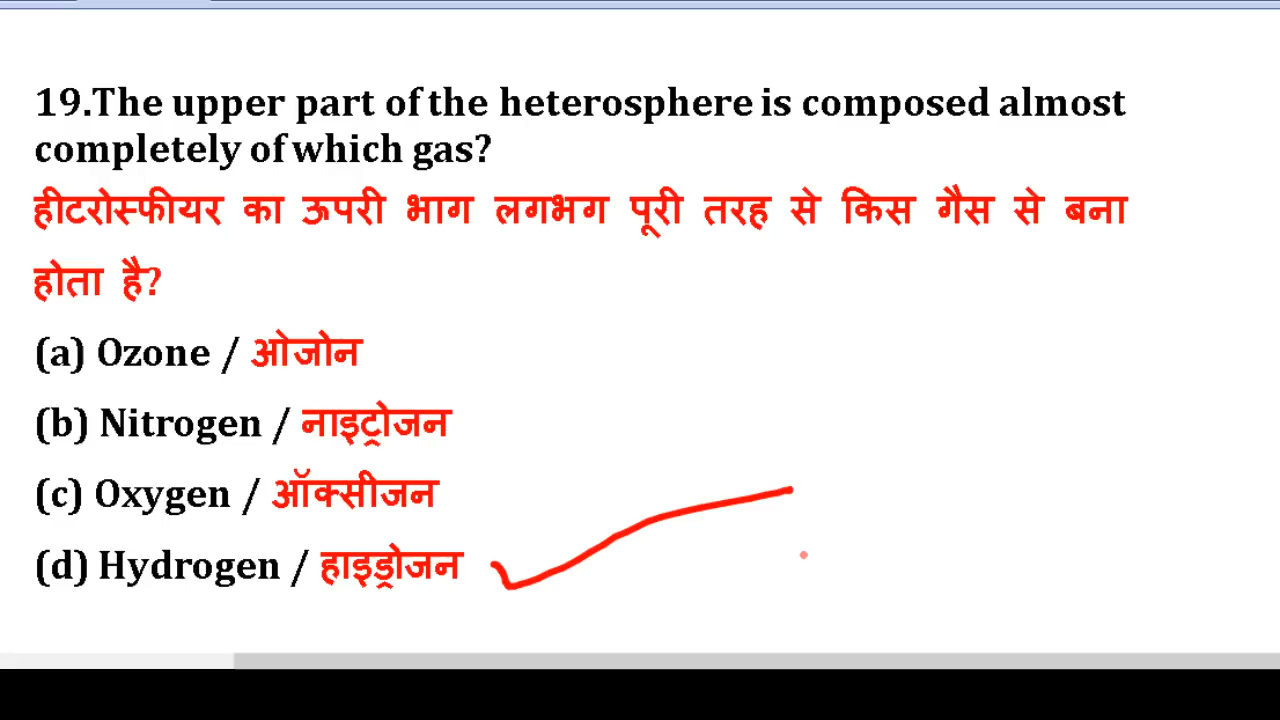 19.The upper part of the heterosphere is composed almost
completely of which gas?
हीटरोस्फीयर का ऊपरी भाग लगभग पूरी तरह से किस गैस से बना
होता है?
(a) Ozone / ओजोन
(b) Nitrogen / नाइट्रोजन
(c) Oxygen / ऑक्सीजन
(d) Hydrogen / हाइड्रोजन